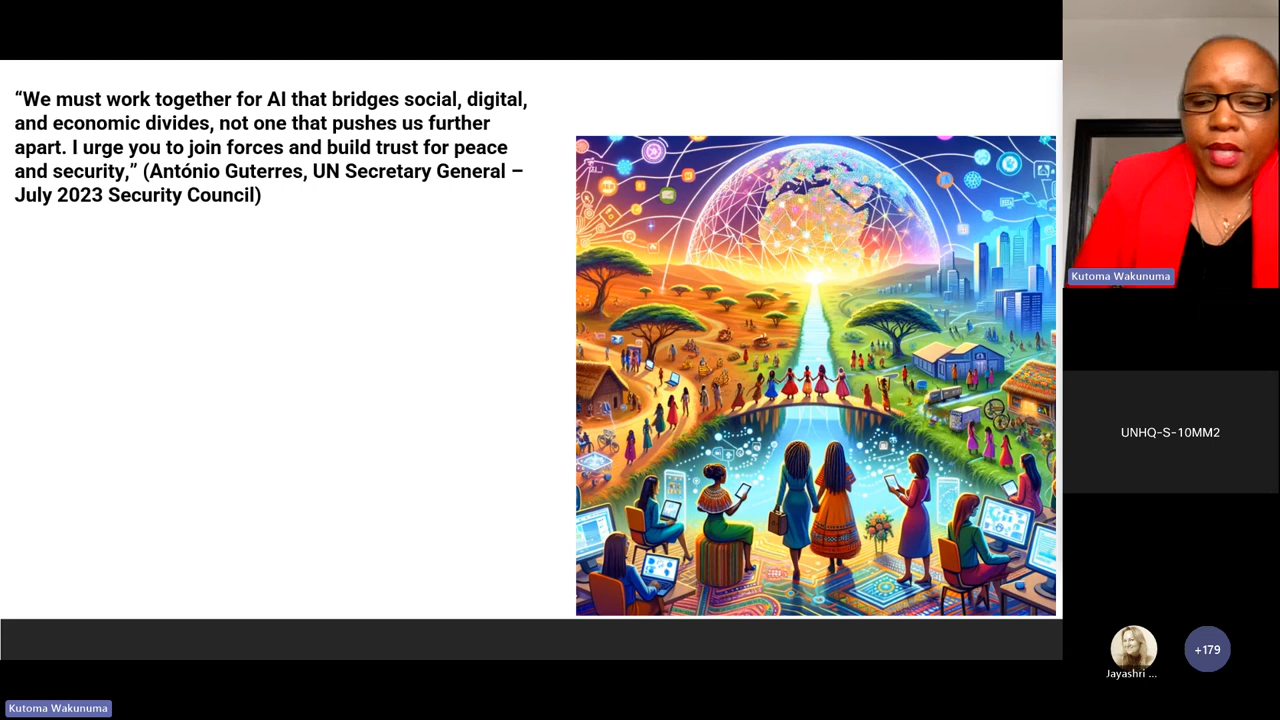 “We must work together for AI that bridges social, digital,
and economic divides, not one that pushes us further
apart. I urge you to join forces and build trust for peace
and security,” (António Guterres, UN Secretary General –
July 2023 Security Council)
Kutoma Wakunuma
UNHQ-S-10MM2
Jayashri ...
+179
Kutoma Wakunuma